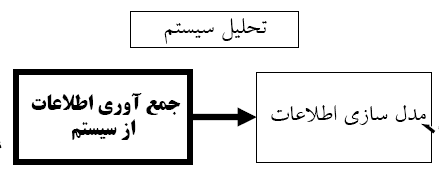 تحلیل سیستم
جمع آوری اطلاعات
از سیستم
مدل سازی اطلاعات